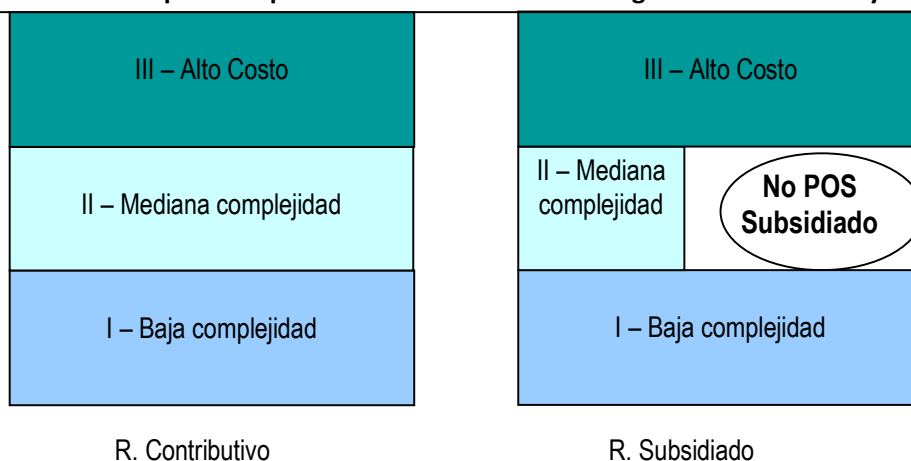 III – Alto Costo
III – Alto Costo
II – Mediana complejidad
II – Mediana
complejidad
No POS
Subsidiado
I – Baja complejidad
I – Baja complejidad
R. Contributivo
R. Subsidiado